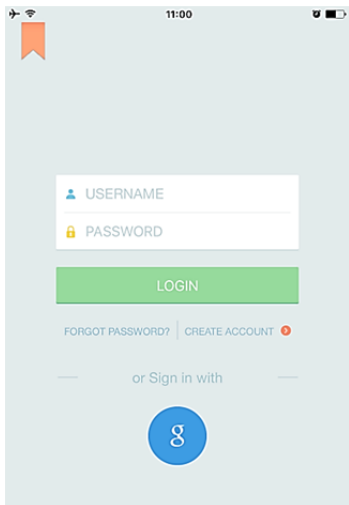 11:00
USERNAME
PASSWORD
LOGIN
FORGOT PASSWORD? CREATE ACCOUNT
or Sign in with
g